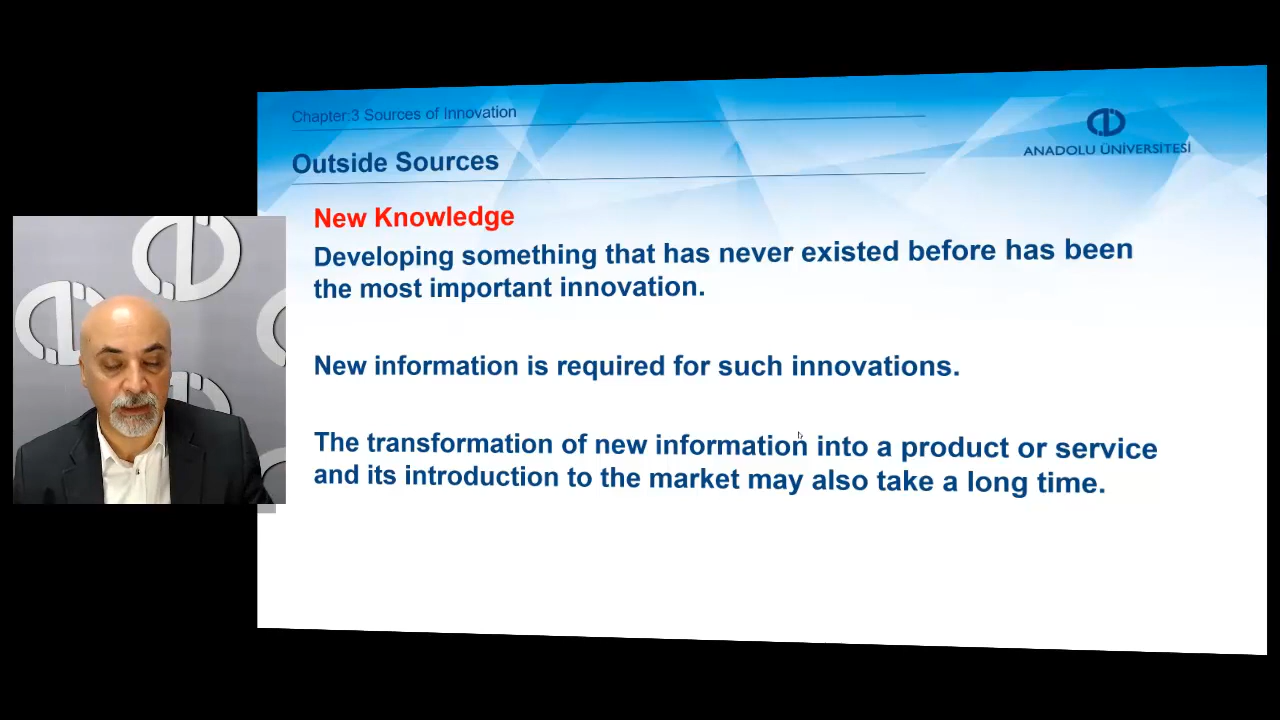 Chapter:3 Sources of Innovation
ANADOLU ÜNİVERSİTESİ
Outside Sources
New Knowledge
Developing something that has never existed before has been
the most important innovation.
New information is required for such innovations.
The transformation of new information into a product or service
and its introduction to the market may also take a long time.